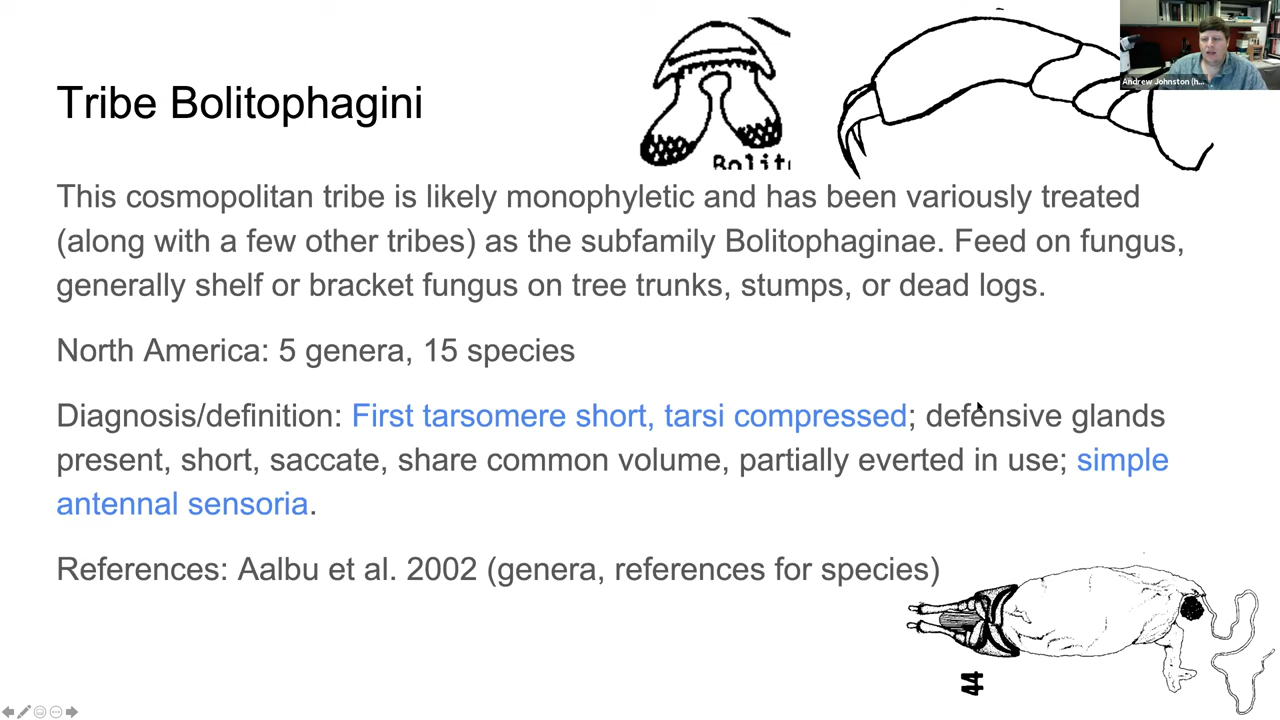 Andrew Johnston (h...
Tribe Bolitophagini
Bolit
This cosmopolitan tribe is likely monophyletic and has been variously treated
(along with a few other tribes) as the subfamily Bolitophaginae. Feed on fungus,
generally shelf or bracket fungus on tree trunks, stumps, or dead logs.
North America: 5 genera, 15 species
Diagnosis/definition: First tarsomere short, tarsi compressed; defensive glands
present, short, saccate, share common volume, partially everted in use; simple
antennal sensoria.
References: Aalbu et al. 2002 (genera, references for species)
44